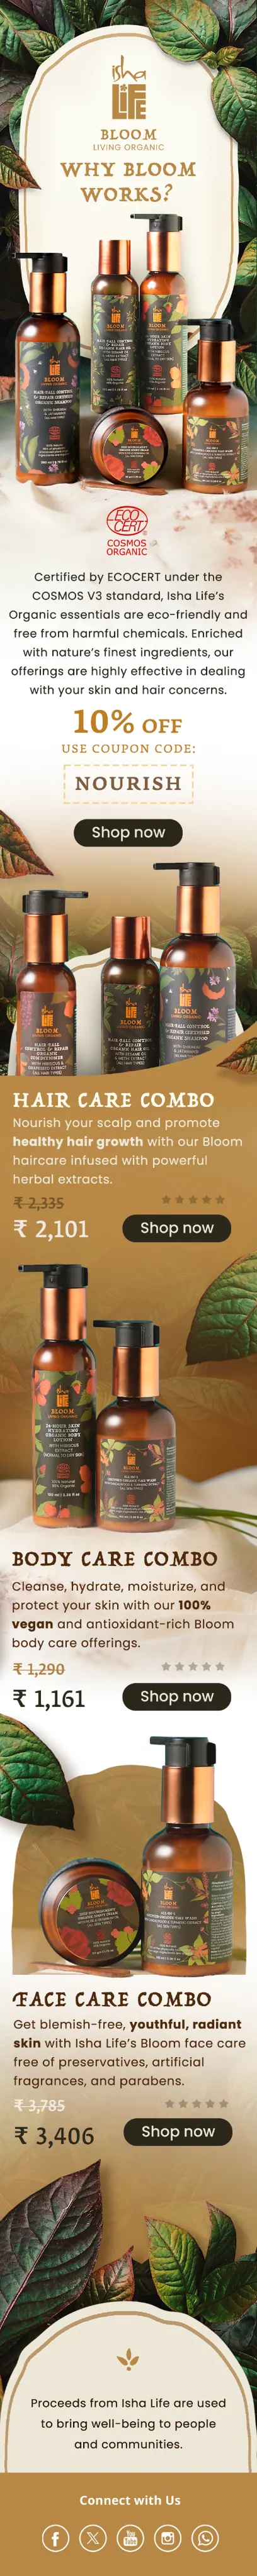 isha
LIFE
BLOOM
LIVING ORGANIC
WHY BLOOM
WORKS?
ECO
CERT
COSMOS
ORGANIC
Certified by ECOCERT under the
COSMOS V3 standard, Isha Life's
Organic essentials are eco-friendly and
free from harmful chemicals. Enriched
with nature's finest ingredients, our
offerings are highly effective in dealing
with your skin and hair concerns.
10% OFF
USE COUPON CODE:
NOURISH
Shop now
HAIR CARE COMBO
Nourish your scalp and promote
healthy hair growth with our Bloom
haircare infused with powerful
herbal extracts.
₹ 2,335
₹ 2,101
Shop now
BODY CARE COMBO
Cleanse, hydrate, moisturize, and
protect your skin with our 100%
vegan and antioxidant-rich Bloom
body care offerings.
₹ 1,290
₹ 1,161
Shop now
FACE CARE COMBO
Get blemish-free, youthful, radiant
skin with Isha Life's Bloom face care
free of preservatives, artificial
fragrances, and parabens.
₹ 3,785
₹ 3,406
Shop now
Proceeds from Isha Life are used
to bring well-being to people
and communities.
Connect with Us